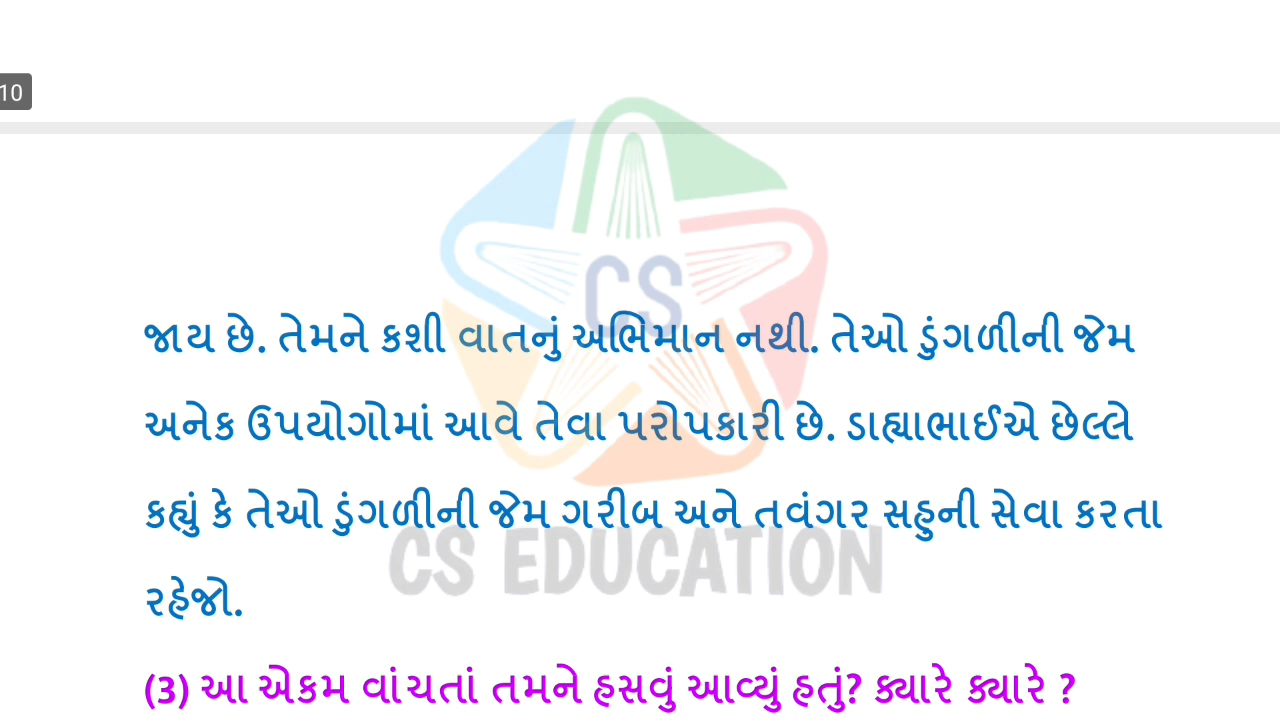 10
CS
જાય છે. તેમને કશી વાતનું અભિમાન નથી. તેઓ ડુંગળીની જેમ
અનેક ઉપયોગોમાં આવે તેવા પરોપકારી છે. ડાહ્યાભાઈએ છેલ્લે
કહ્યું કે તેઓ ડુંગળીની જેમ ગરીબ અને તવંગર સહુની સેવા કરતા
CS EDUCATION
રહેજો.
(3) આ એકમ વાંચતાં તમને હસવું આવ્યું હતું? ક્યારે ક્યારે ?